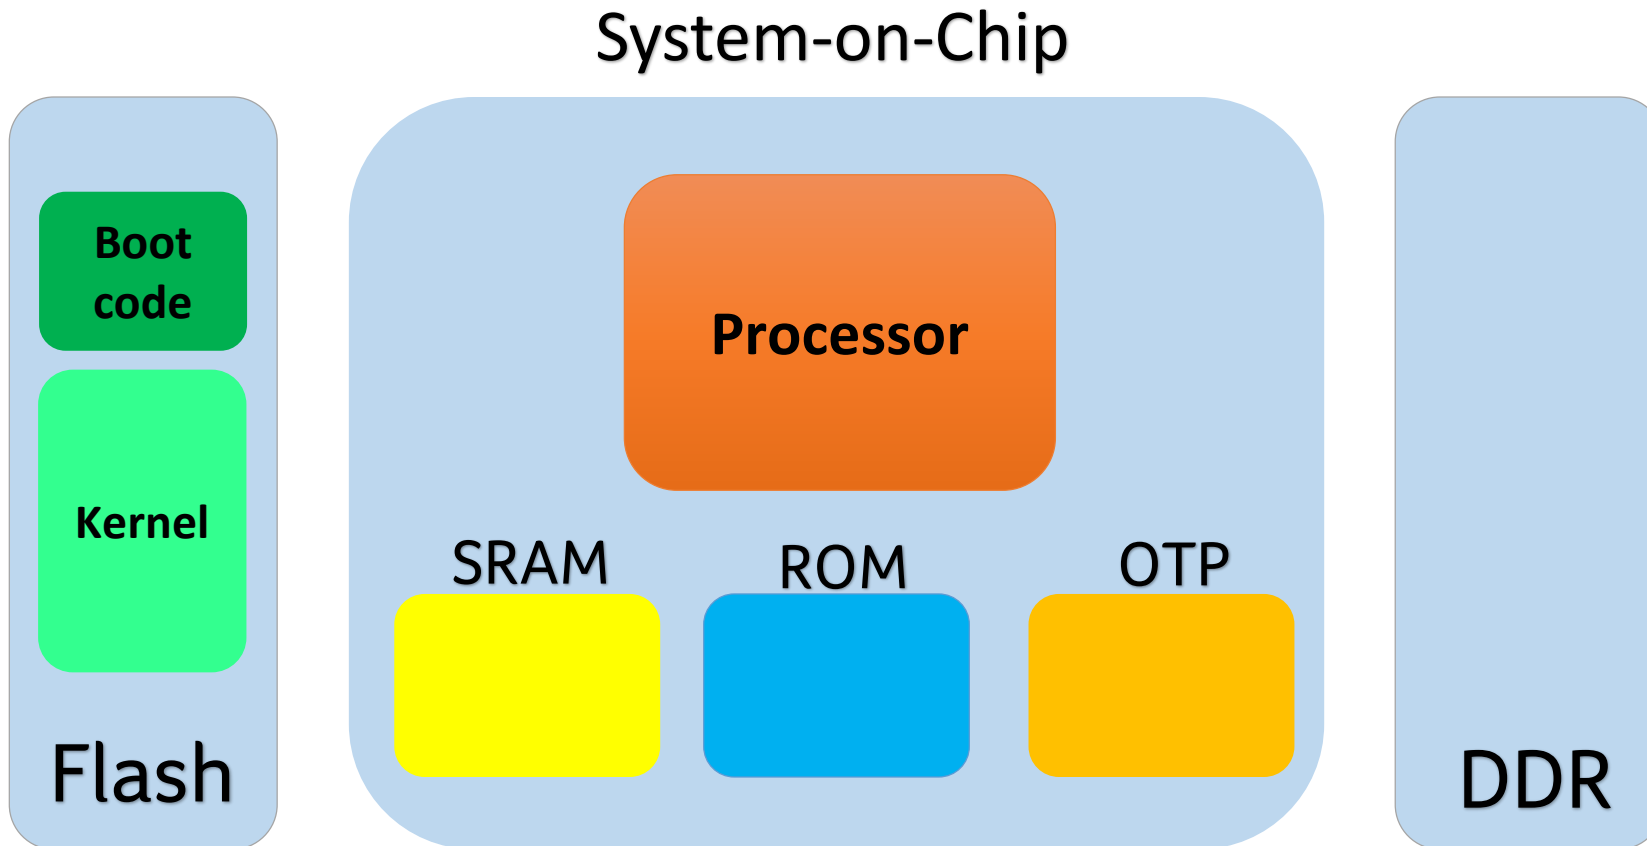 System-on-Chip
Boot
code
Kernel
Flash
Processor
SRAM
ROM
OTP
DDR